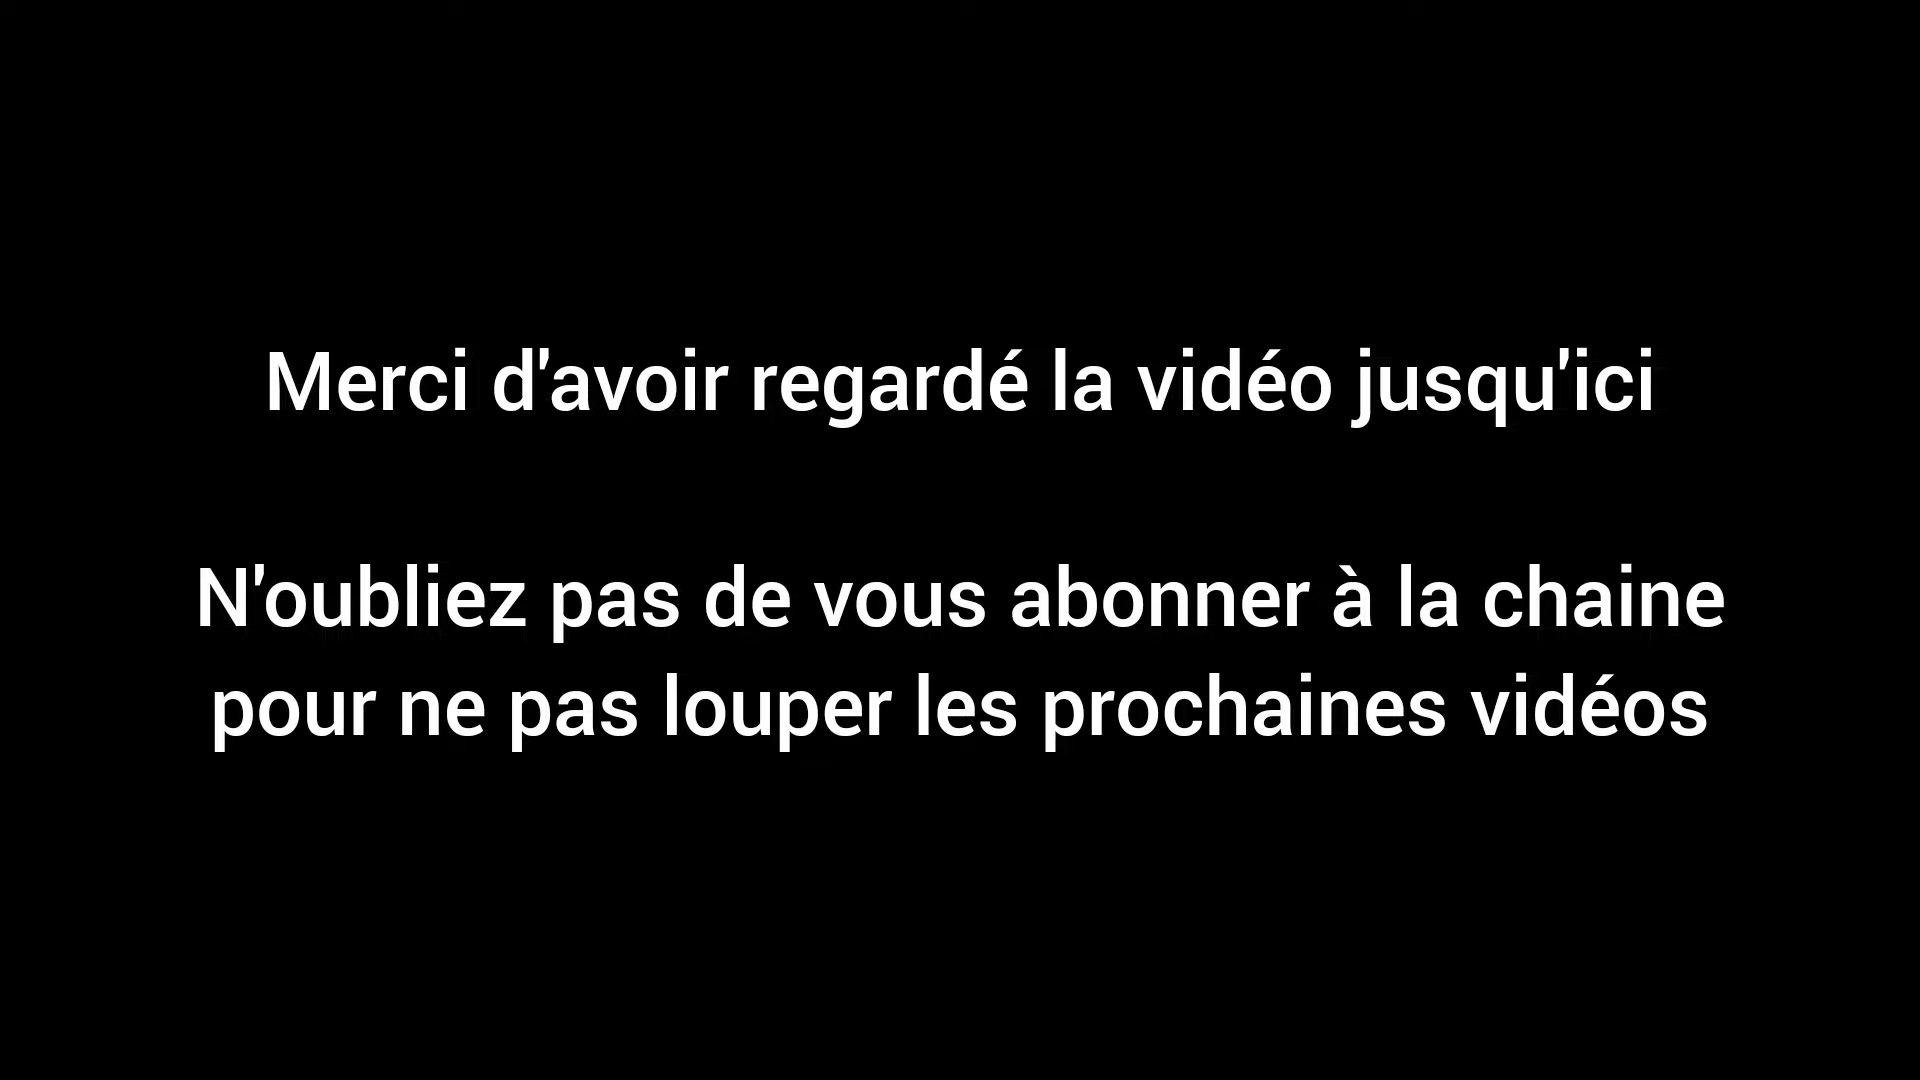 Merci d'avoir regardé la vidéo jusqu'ici
N'oubliez pas de vous abonner à la chaine
pour ne pas louper les prochaines vidéos